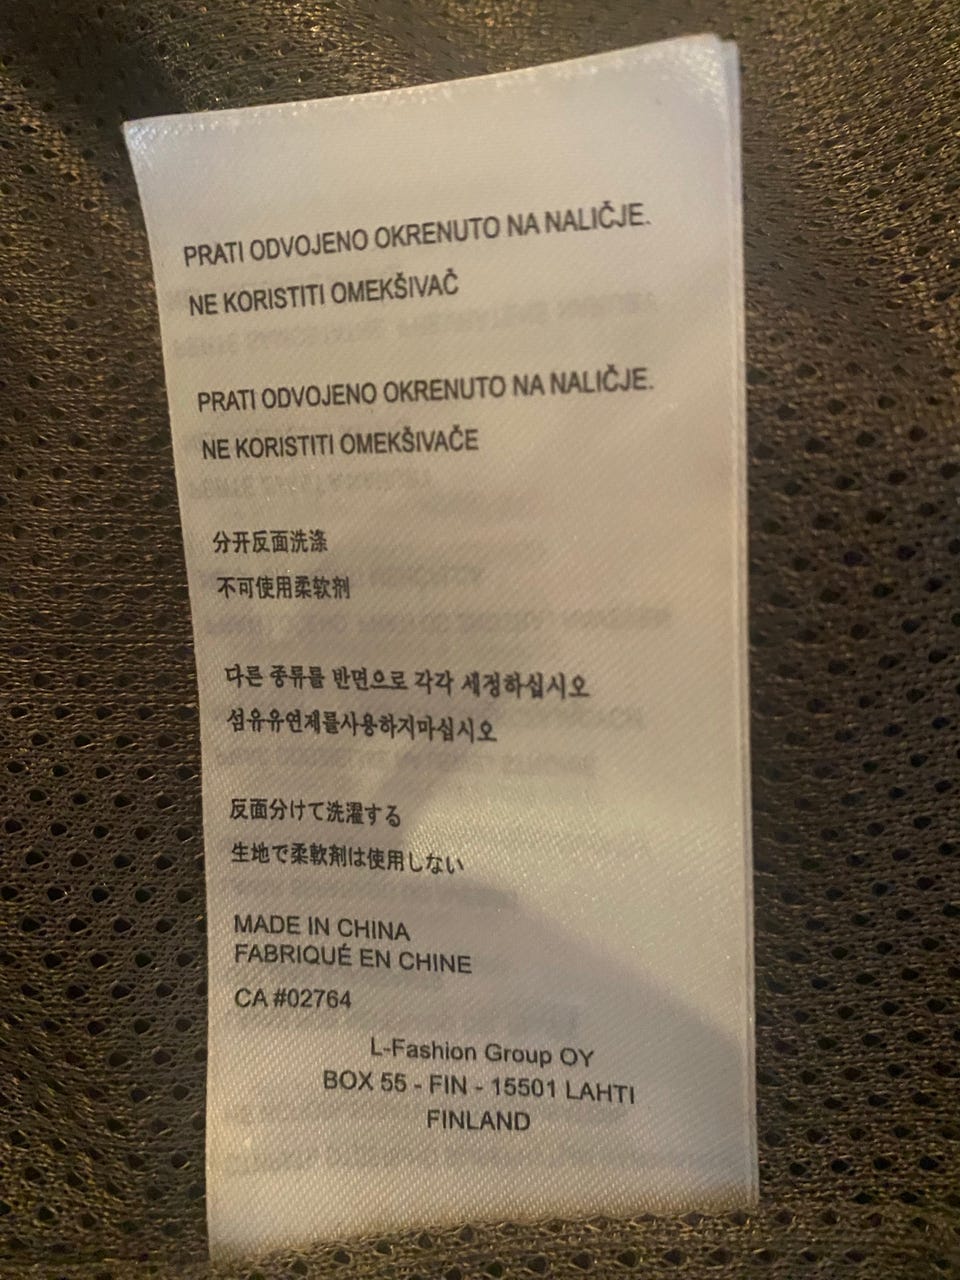 PRATI ODVOJENO OKRENUTO NA NALIČJE.
NE KORISTITI OMEKŠIVAČ
PRATI ODVOJENO OKRENUTO NA NALIČJE.
NE KORISTITI OMEKŠIVAČE
分开反面洗涤
不可使用柔软剂
다른 종류를 반면으로 각각 세정하십시오
섬유유연제를사용하지마십시오
反面分けて洗濯する
生地で柔軟剤は使用しない
MADE IN CHINA
FABRIQUÉ EN CHINE
CA #02764
L-Fashion Group OY
BOX 55 - FIN - 15501 LAHTI
FINLAND